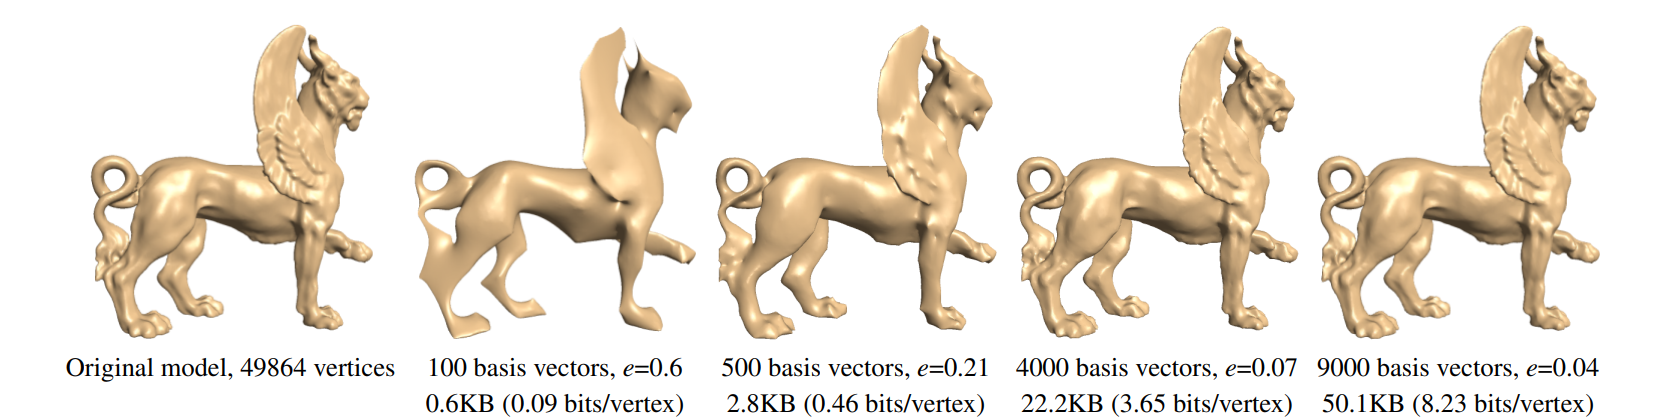 Original model, 49864 vertices
100 basis vectors, e=0.6
0.6KB (0.09 bits/vertex)
500 basis vectors, e=0.21
2.8KB (0.46 bits/vertex)
4000 basis vectors, e=0.07
22.2KB (3.65 bits/vertex)
9000 basis vectors, e=0.04
50.1KB (8.23 bits/vertex)